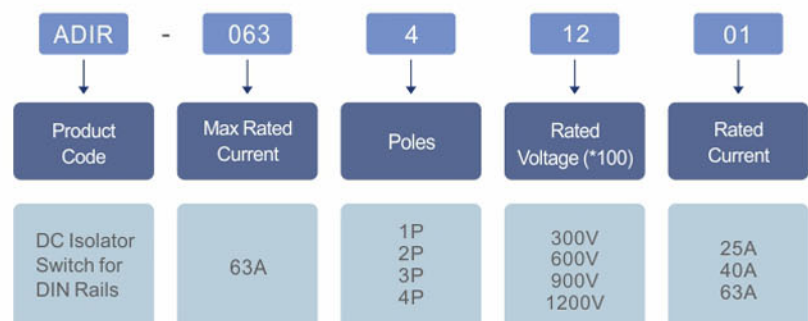 ADIR - 063 4 12 01
Product Code
Max Rated Current
Poles
Rated Voltage (*100)
Rated Current
DC Isolator
Switch for
DIN Rails
63A
1P
2P
3P
4P
300V
600V
900V
1200V
25A
40A
63A